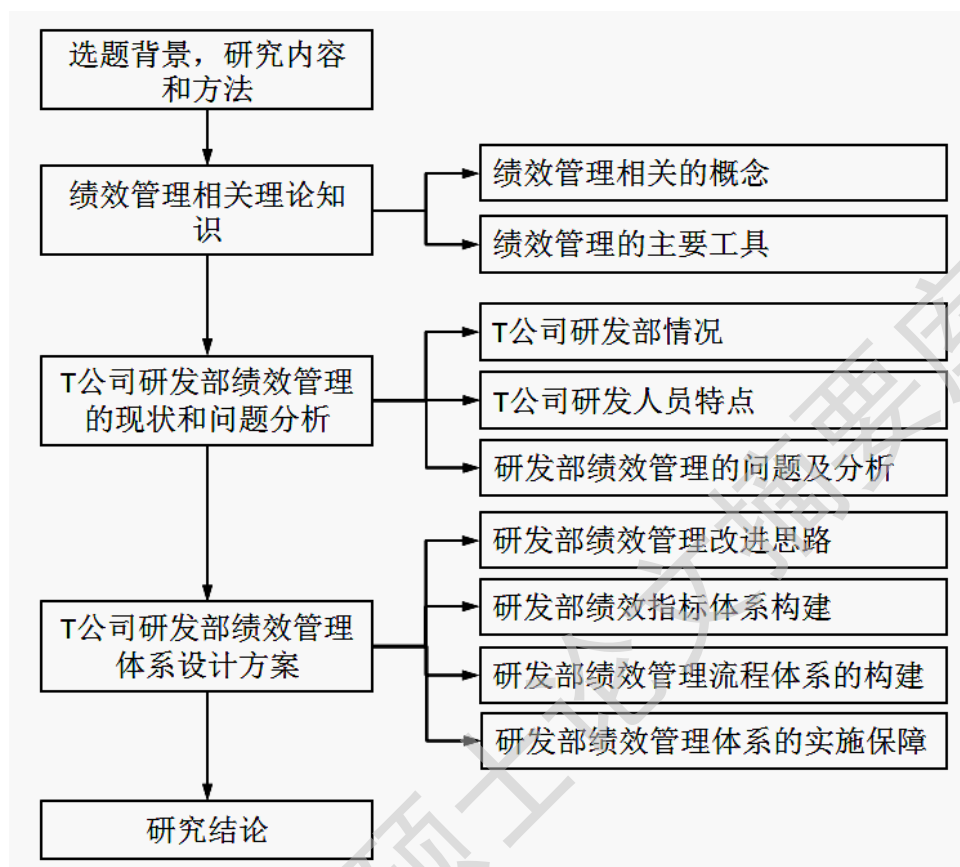 选题背景，研究内容
和方法
绩效管理相关理论知
识
绩效管理相关的概念
绩效管理的主要工具
T公司研发部绩效管理
的现状和问题分析
T公司研发部情况
T公司研发人员特点
研发部绩效管理的问题及分析
T公司研发部绩效管理
体系设计方案
研发部绩效管理改进思路
研发部绩效指标体系构建
研发部绩效管理流程体系的构建
研发部绩效管理体系的实施保障
研究结论
硕士论文摘要库